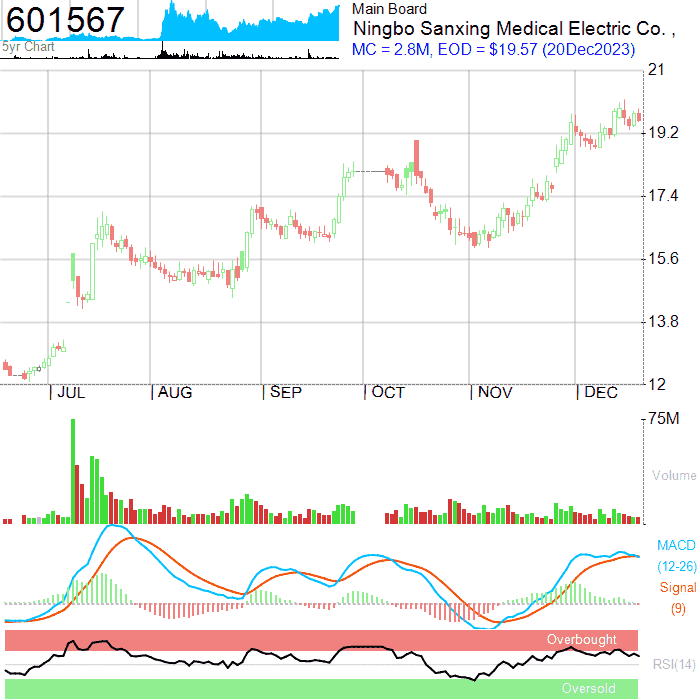 601567
5yr Chart
Main Board
Ningbo Sanxing Medical Electric Co. ,
MC = 2.8M, EOD = $19.57 (20Dec2023)
21
19.2
17.4
15.6
13.8
12
JUL AUG SEP OCT NOV DEC
75M
Volume
MACD
(12-26)
Signal
(9)
Overbought
RSI(14)
Oversold